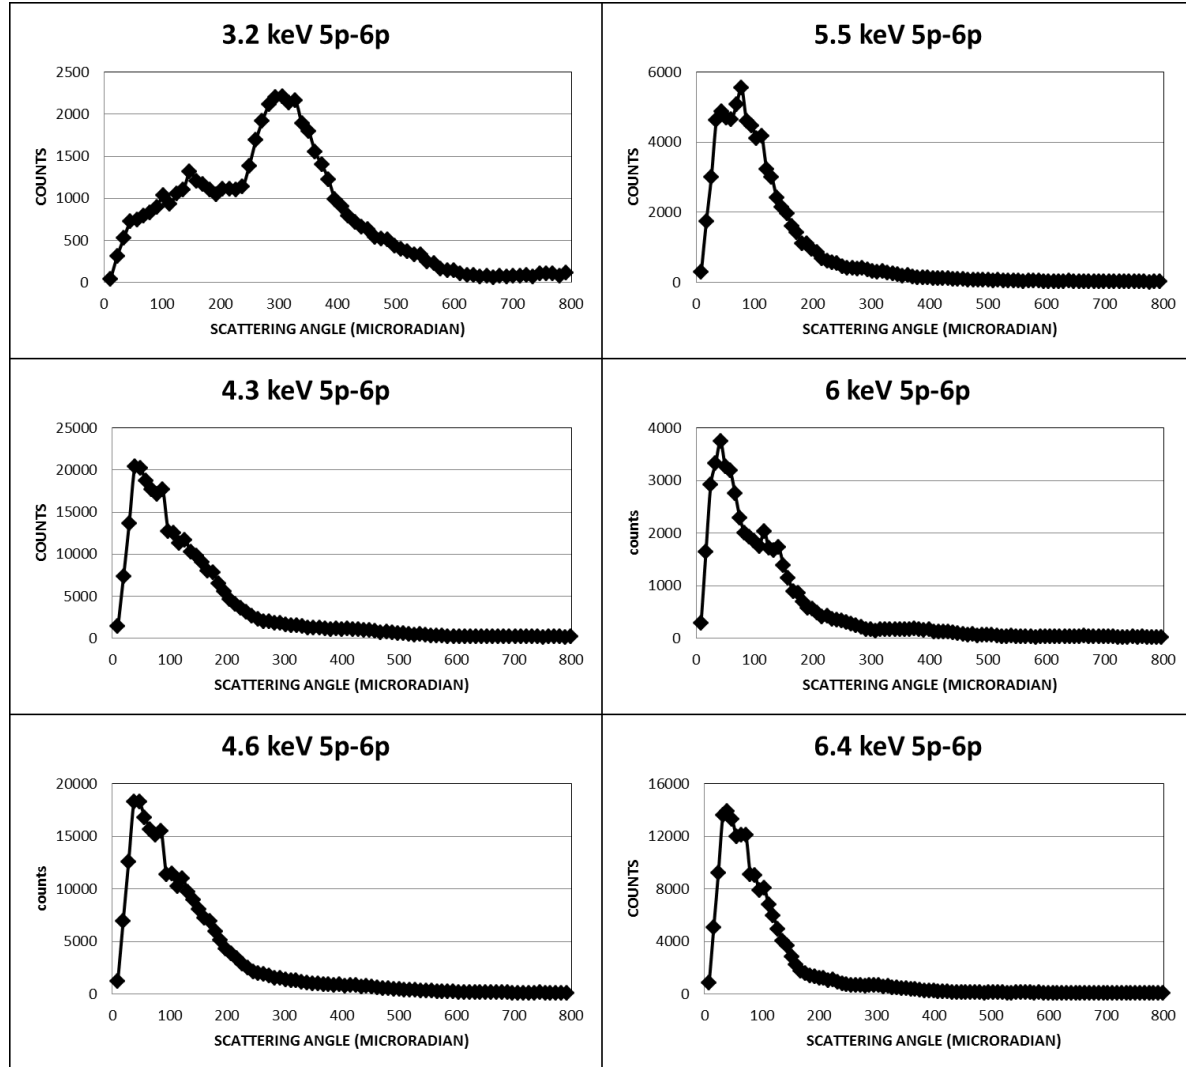 3.2 keV 5p-6p
2500
2000
1500
1000
500
0
COUNTS
0 100 200 300 400 500 600 700 800
SCATTERING ANGLE (MICRORADIAN)
5.5 keV 5p-6p
6000
4000
2000
0
COUNTS
0 100 200 300 400 500 600 700 800
SCATTERING ANGLE (MICRORADIAN)
4.3 keV 5p-6p
25000
20000
15000
10000
5000
0
COUNTS
0 100 200 300 400 500 600 700 800
SCATTERING ANGLE (MICRORADIAN)
6 keV 5p-6p
4000
3000
2000
1000
0
counts
0 100 200 300 400 500 600 700 800
SCATTERING ANGLE (MICRORADIAN)
4.6 keV 5p-6p
20000
15000
10000
5000
0
counts
0 100 200 300 400 500 600 700 800
SCATTERING ANGLE (MICRORADIAN)
6.4 keV 5p-6p
16000
12000
8000
4000
0
COUNTS
0 100 200 300 400 500 600 700 800
SCATTERING ANGLE (MICRORADIAN)